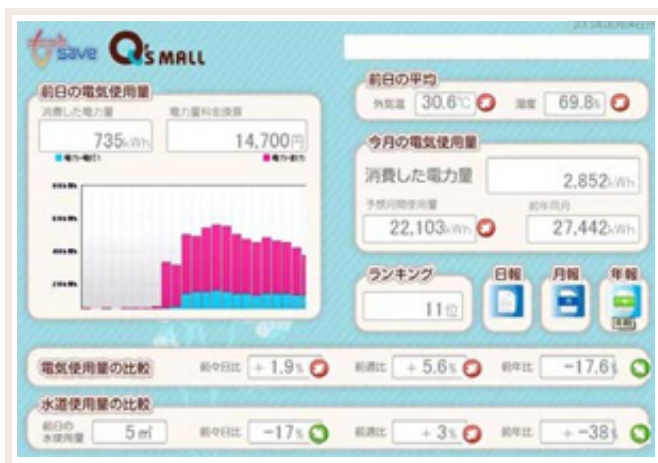 save Q's MALL
前日の電気使用量
消費した電力量 電力量料金換算
735kWh 14,700円
前日の平均
外気温 30.6℃ 湿度 69.8%
今月の電気使用量
消費した電力量 2,852kWh
予想月間使用量 前年同月
22,103kWh 27,442kWh
ランキング 日報 月報 年報
11位
電気使用量の比較 前々日比 +1.9% 前週比 +5.6% 前年比 -17.6%
水道使用量の比較
前日の
水使用量 5㎥ 前々日比 -17% 前週比 +3% 前年比 +-38%